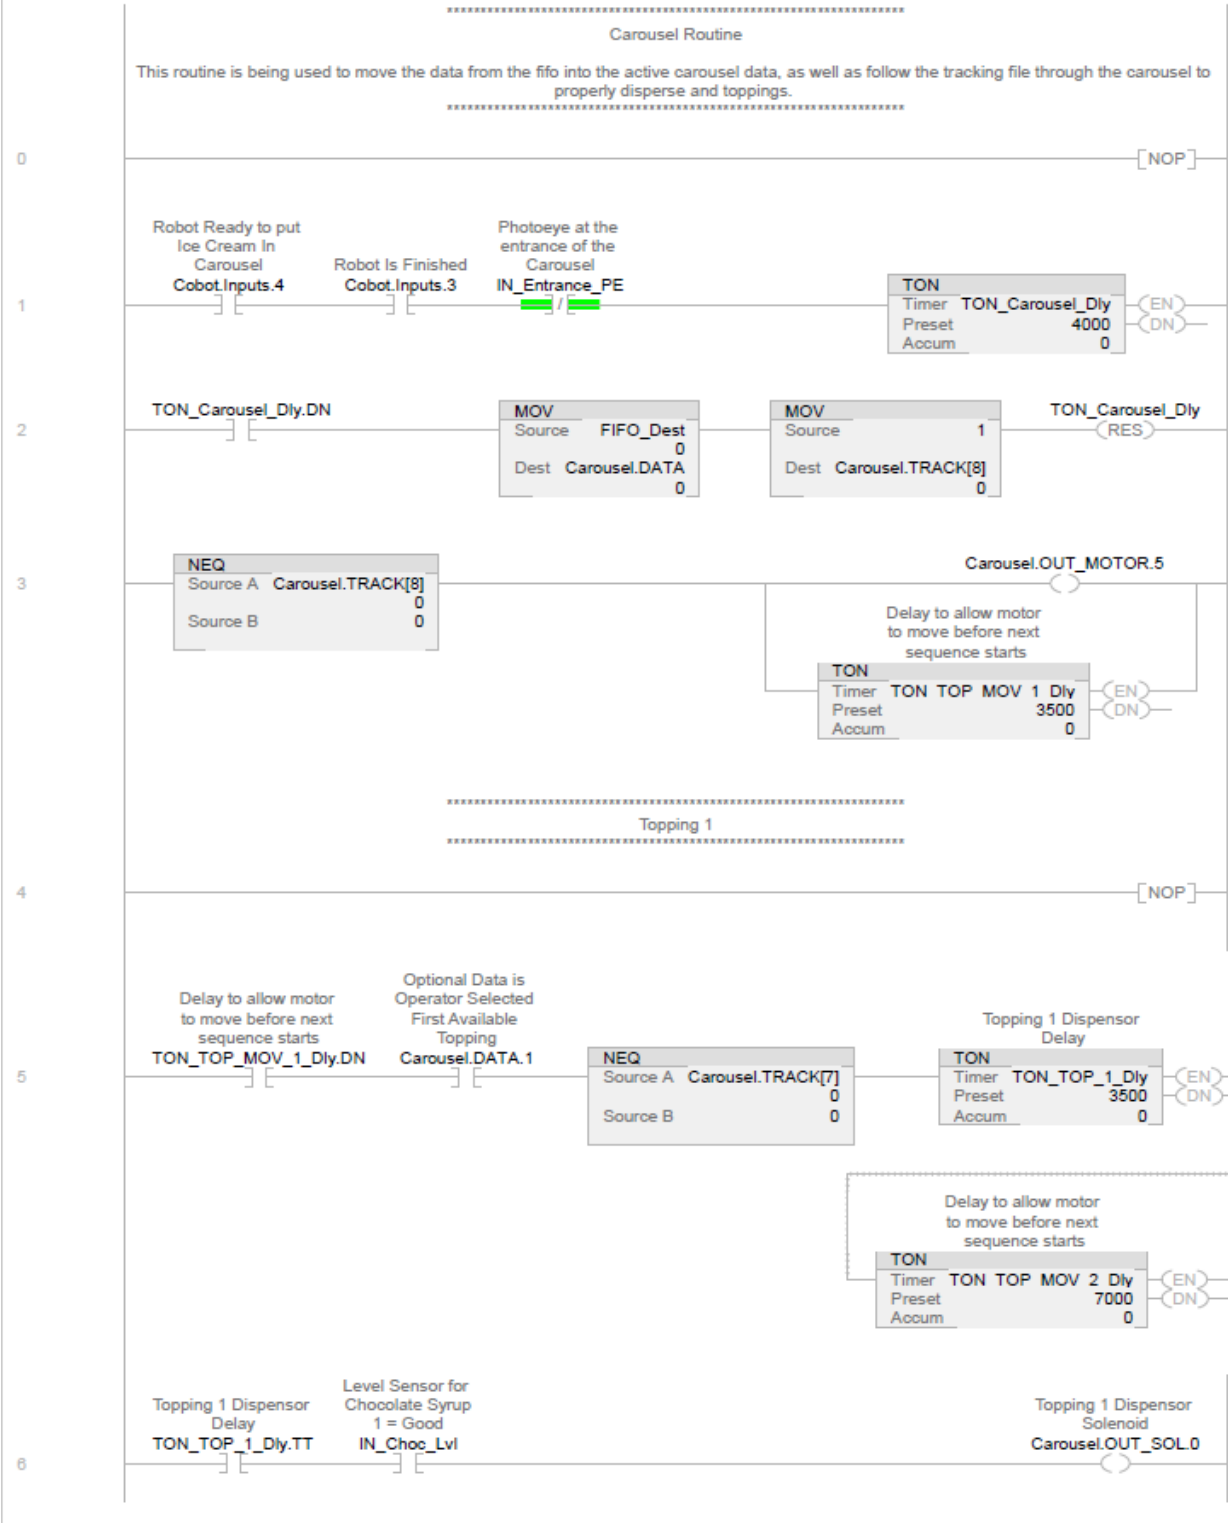 ************************************************************************
Carousel Routine
This routine is being used to move the data from the fifo into the active carousel data, as well as follow the tracking file through the carousel to
properly disperse and toppings.
************************************************************************
0
NOP
Robot Ready to put
Ice Cream In
Carousel
Cobot.Inputs.4
Robot Is Finished
Cobot.Inputs.3
Photoeye at the
entrance of the
Carousel
IN_Entrance_PE
/
1
TON
Timer TON_Carousel_Dly
Preset 4000
Accum 0
EN
DN
2
TON_Carousel_Dly.DN
MOV
Source FIFO_Dest
0
Dest Carousel.DATA
0
MOV
Source 1
Dest Carousel.TRACK[8]
0
TON_Carousel_Dly
RES
3
NEQ
Source A Carousel.TRACK[8]
0
Source B 0
Carousel.OUT_MOTOR.5
Delay to allow motor
to move before next
sequence starts
TON
Timer TON_TOP_MOV_1_Dly
Preset 3500
Accum 0
EN
DN
************************************************************************
Topping 1
************************************************************************
4
NOP
Delay to allow motor
to move before next
sequence starts
TON_TOP_MOV_1_Dly.DN
Optional Data is
Operator Selected
First Available
Topping
Carousel.DATA.1
5
NEQ
Source A Carousel.TRACK[7]
0
Source B 0
Topping 1 Dispensor
Delay
TON
Timer TON_TOP_1_Dly
Preset 3500
Accum 0
EN
DN
Delay to allow motor
to move before next
sequence starts
TON
Timer TON_TOP_MOV_2_Dly
Preset 7000
Accum 0
EN
DN
Topping 1 Dispensor
Delay
TON_TOP_1_Dly.TT
Level Sensor for
Chocolate Syrup
1 = Good
IN_Choc_Lvl
Topping 1 Dispensor
Solenoid
Carousel.OUT_SOL.0
6